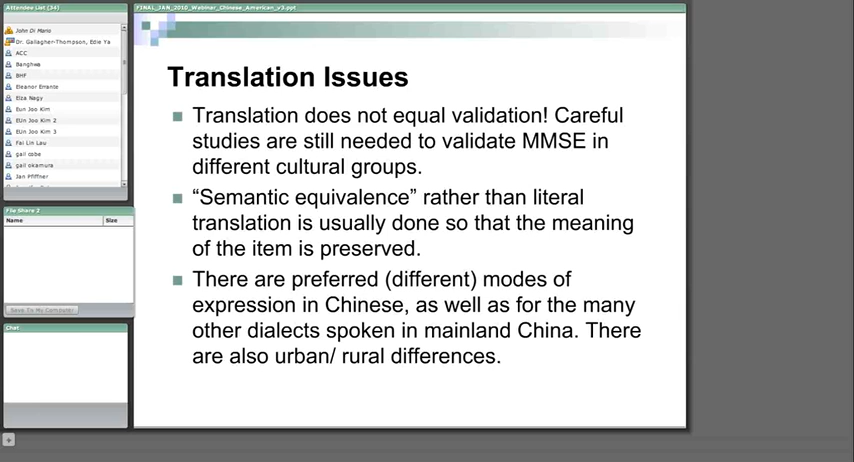 Attendee List (34)
John Di Mario
Dr. Gallagher-Thompson, Edie Ya
ACC
Banghwa
BHF
Eleanor Errante
Elza Nagy
Eun Joo Kim
EUn Joo Kim 2
Eun Joo Kim 3
Fai Lin Lau
gail cobe
gail okamura
Jan Pfiffner
File Share 2
Name Size
Save To My Computer
Chat
FINAL_JAN_2010_Webinar_Chinese_American_v3.ppt
Translation Issues
Translation does not equal validation! Careful
studies are still needed to validate MMSE in
different cultural groups.
“Semantic equivalence” rather than literal
translation is usually done so that the meaning
of the item is preserved.
There are preferred (different) modes of
expression in Chinese, as well as for the many
other dialects spoken in mainland China. There
are also urban/ rural differences.